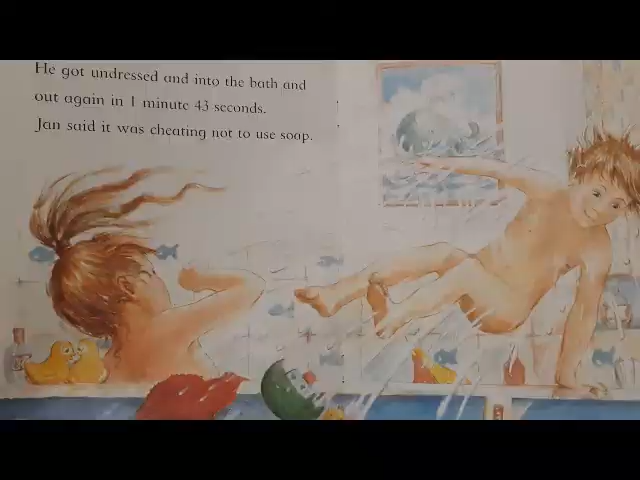 He got undressed and into the bath and
out again in 1 minute 43 seconds.
Jan said it was cheating not to use soap.